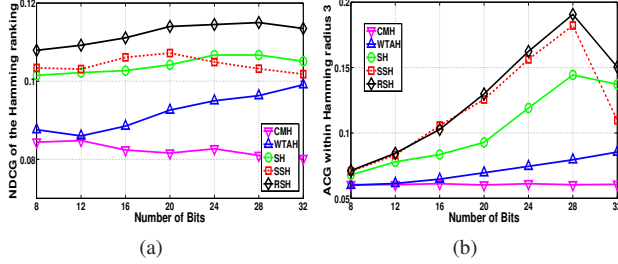 NDCG of the Hamming ranking
0.1
0.08
8 12 16 20 24 28 32
Number of Bits
CMH
WTAH
SH
SSH
RSH
(a)
ACG within Hamming radius 3
0.2
0.15
0.1
0.05
8 12 16 20 24 28 32
Number of Bits
CMH
WTAH
SH
SSH
RSH
(b)